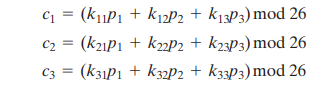 c₁ = (k₁₁p₁ + k₁₂p₂ + k₁₃p₃) mod 26
c₂ = (k₂₁p₁ + k₂₂p₂ + k₂₃p₃) mod 26
c₃ = (k₃₁p₁ + k₃₂p₂ + k₃₃p₃) mod 26